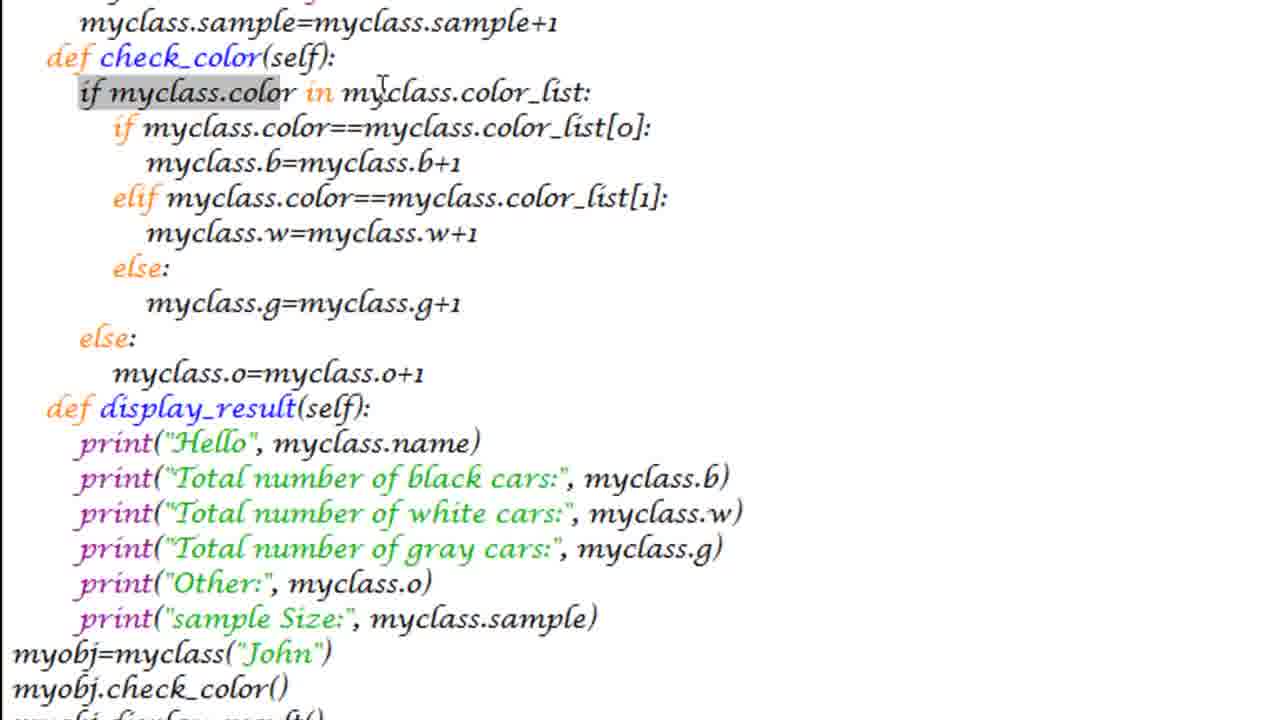 myclass.sample=myclass.sample+1
def check_color(self):
if myclass.color in myclass.color_list:
if myclass.color==myclass.color_list[0]:
myclass.b=myclass.b+1
elif myclass.color==myclass.color_list[1]:
myclass.w=myclass.w+1
else:
myclass.g=myclass.g+1
else:
myclass.o=myclass.o+1
def display_result(self):
print("Hello", myclass.name)
print("Total number of black cars:", myclass.b)
print("Total number of white cars:", myclass.w)
print("Total number of gray cars:", myclass.g)
print("Other:", myclass.o)
print("sample Size:", myclass.sample)
myobj=myclass("John")
myobj.check_color()
myobj.display_result()